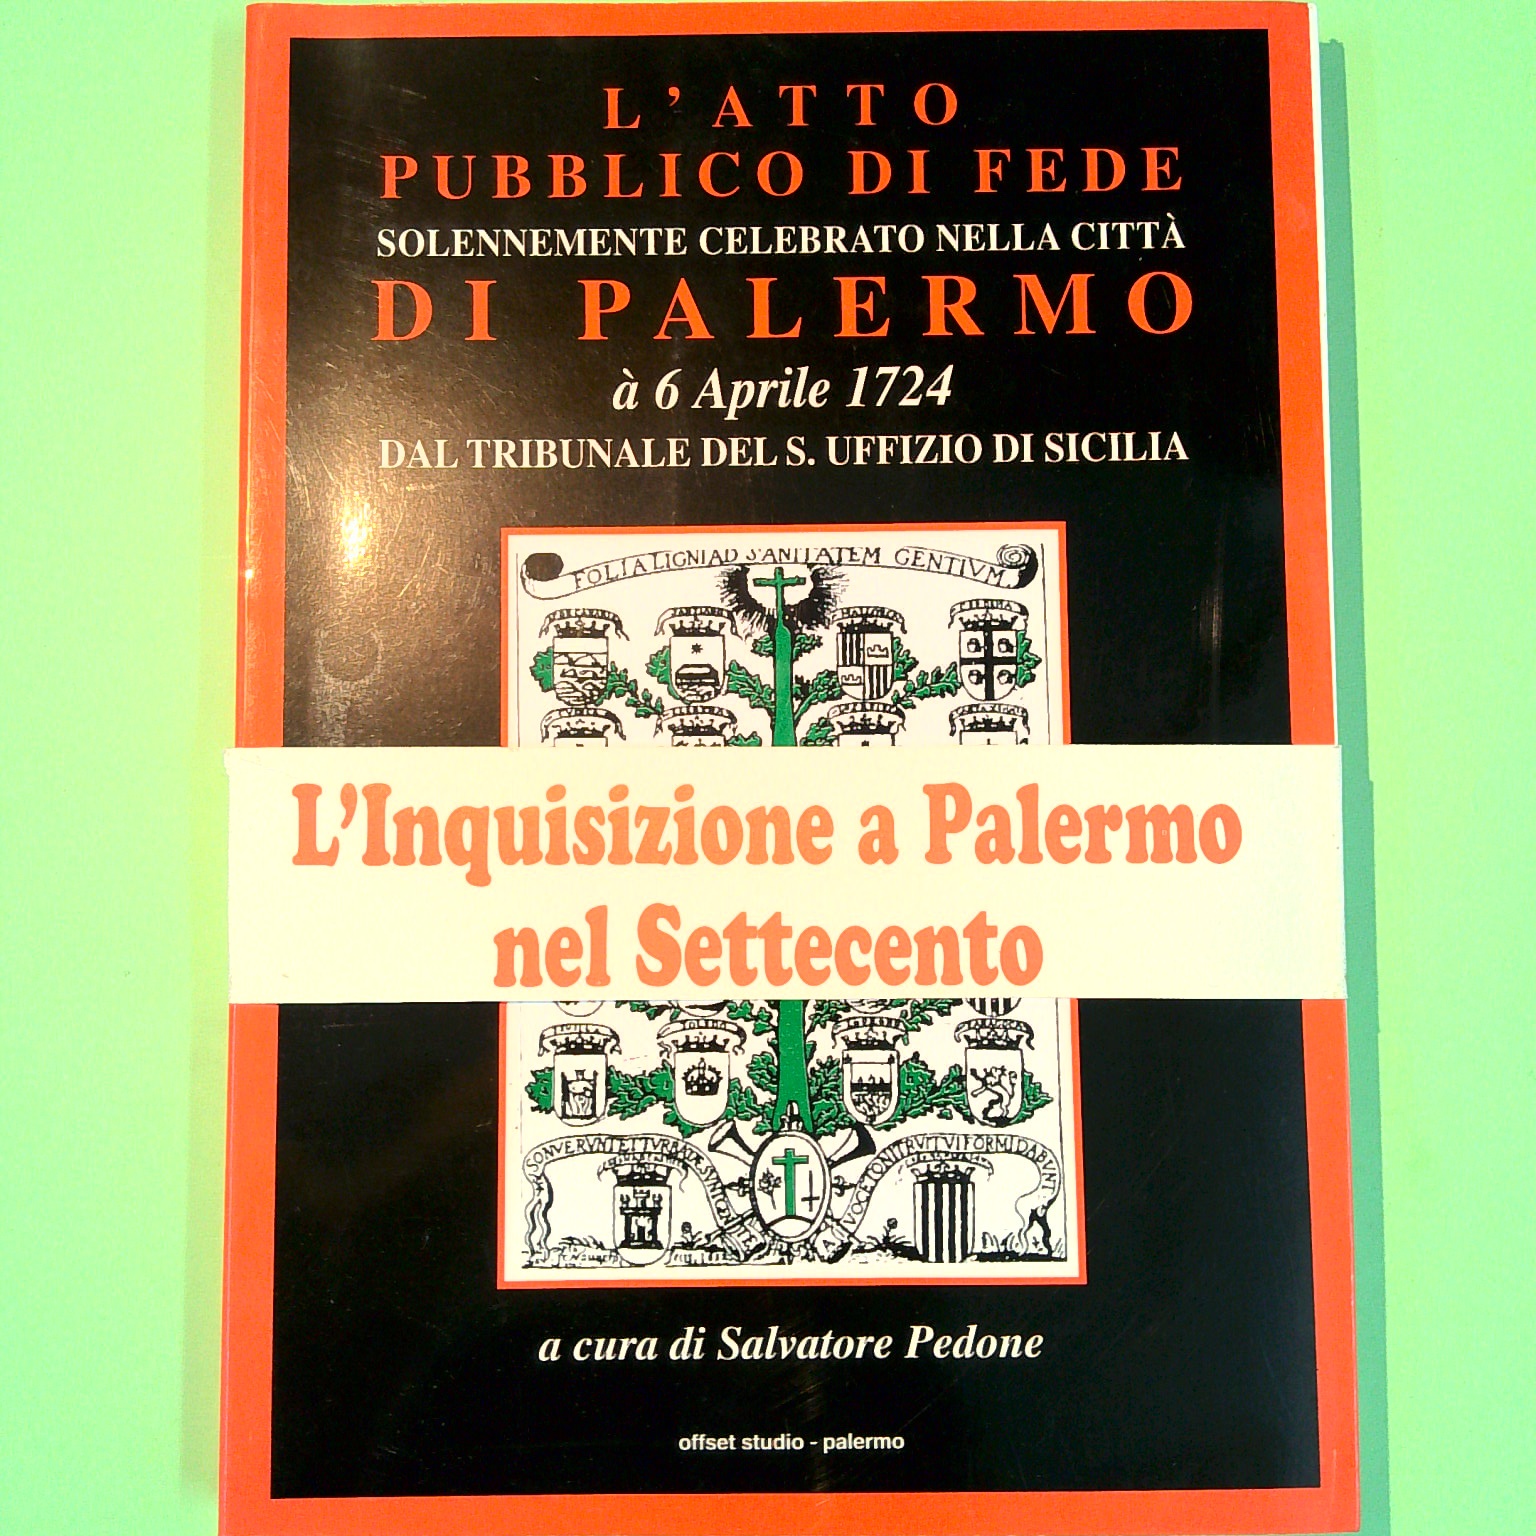 L'ATTO
PUBBLICO DI FEDE
SOLENNEMENTE CELEBRATO NELLA CITTÀ
DI PALERMO
à 6 Aprile 1724
DAL TRIBUNALE DEL S. UFFIZIO DI SICILIA
FOLIA LIGNI AD SANITATEM GENTIVM
L'Inquisizione a Palermo
nel Settecento
a cura di Salvatore Pedone
offset studio - palermo